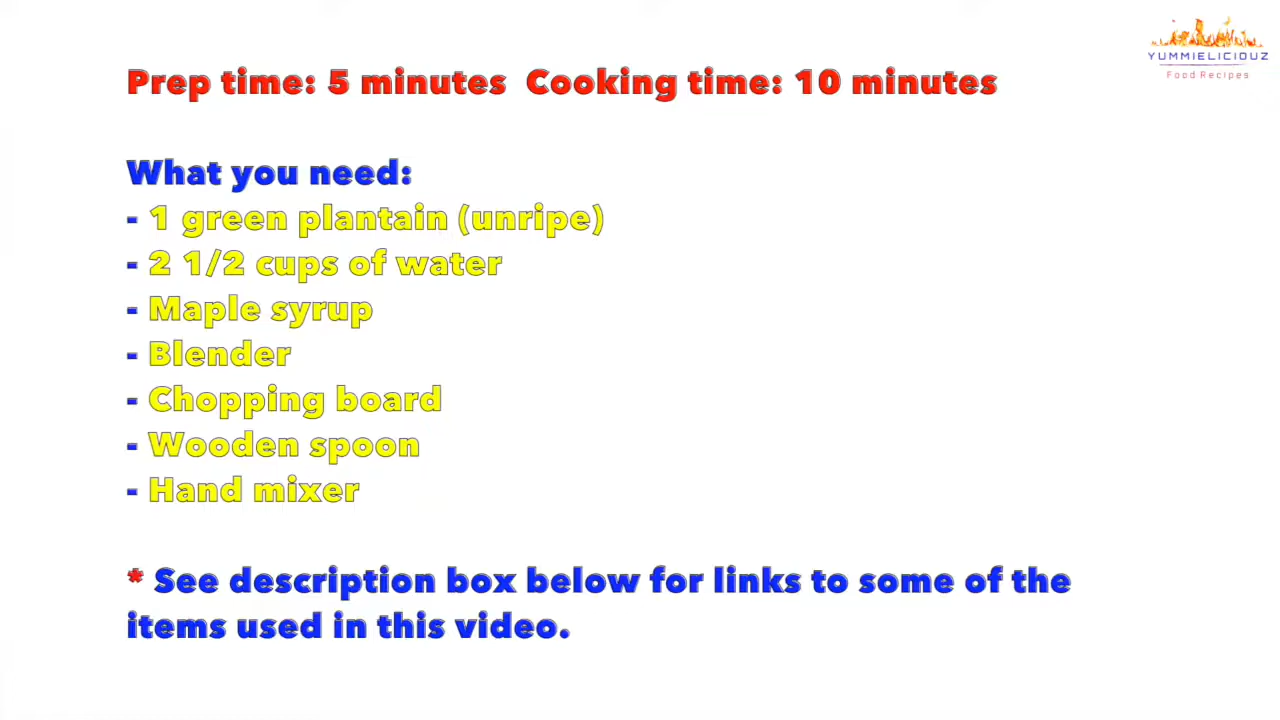 YUMMIELICIOUZ
Food Recipes
Prep time: 5 minutes Cooking time: 10 minutes
What you need:
- 1 green plantain (unripe)
- 2 1/2 cups of water
- Maple syrup
- Blender
- Chopping board
- Wooden spoon
- Hand mixer
* See description box below for links to some of the
items used in this video.